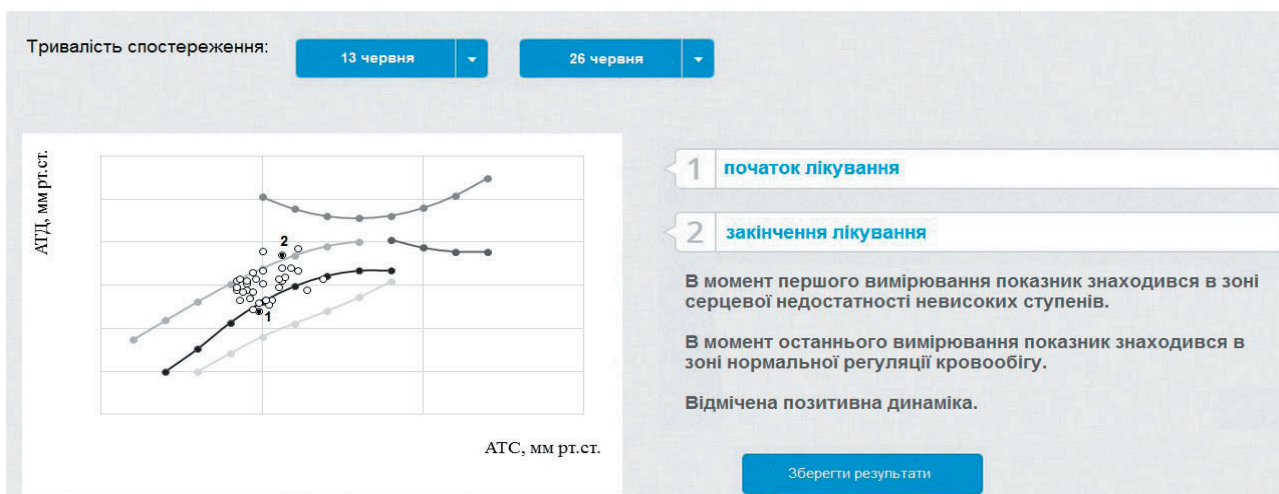 Тривалість спостереження:
13 червня
26 червня
АТД, мм рт.ст.
2
1
АТС, мм рт.ст.
1 початок лікування
2 закінчення лікування
В момент першого вимірювання показник знаходився в зоні
серцевої недостатності невисоких ступенів.
В момент останнього вимірювання показник знаходився в
зоні нормальної регуляції кровообігу.
Відмічена позитивна динаміка.
Зберегти результати